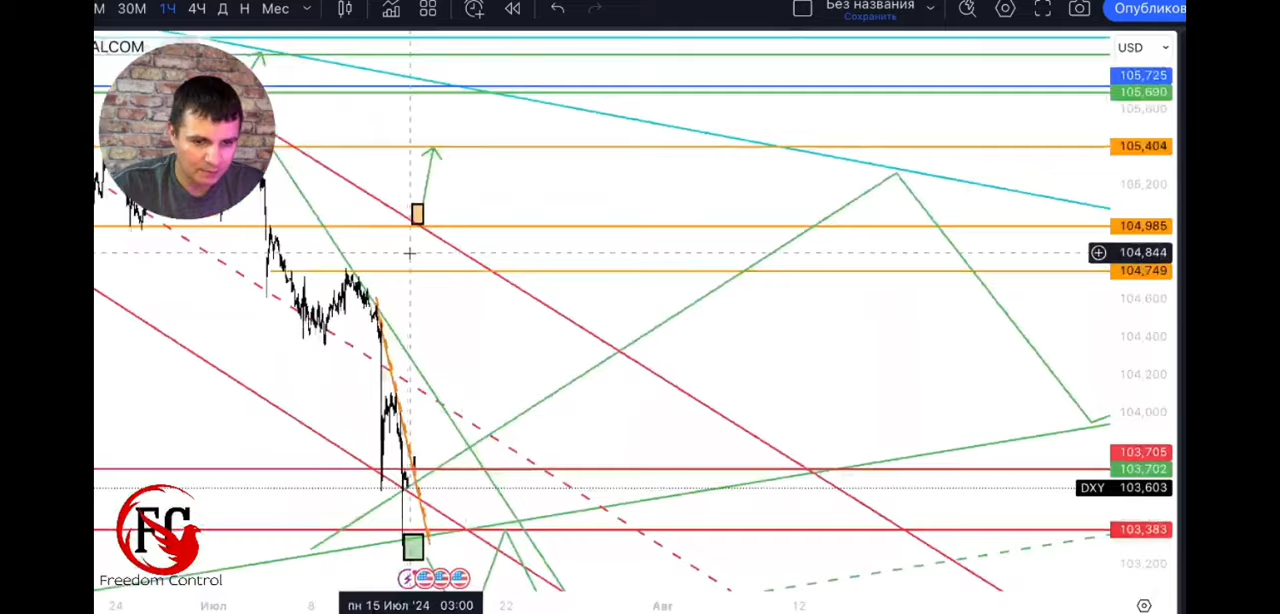 М 30М 1Ч 4Ч Д Н Мес
Без названия
Сохранить
Опубликов
ALCOM
USD
105,725
105,690
105,600
105,404
105,200
104,985
104,844
104,749
104,600
104,400
104,200
104,000
103,705
103,702
DXY 103,603
103,383
103,200
FC
Freedom Control
24 Июл 8 пн 15 Июл '24 03:00 22 Авг 12